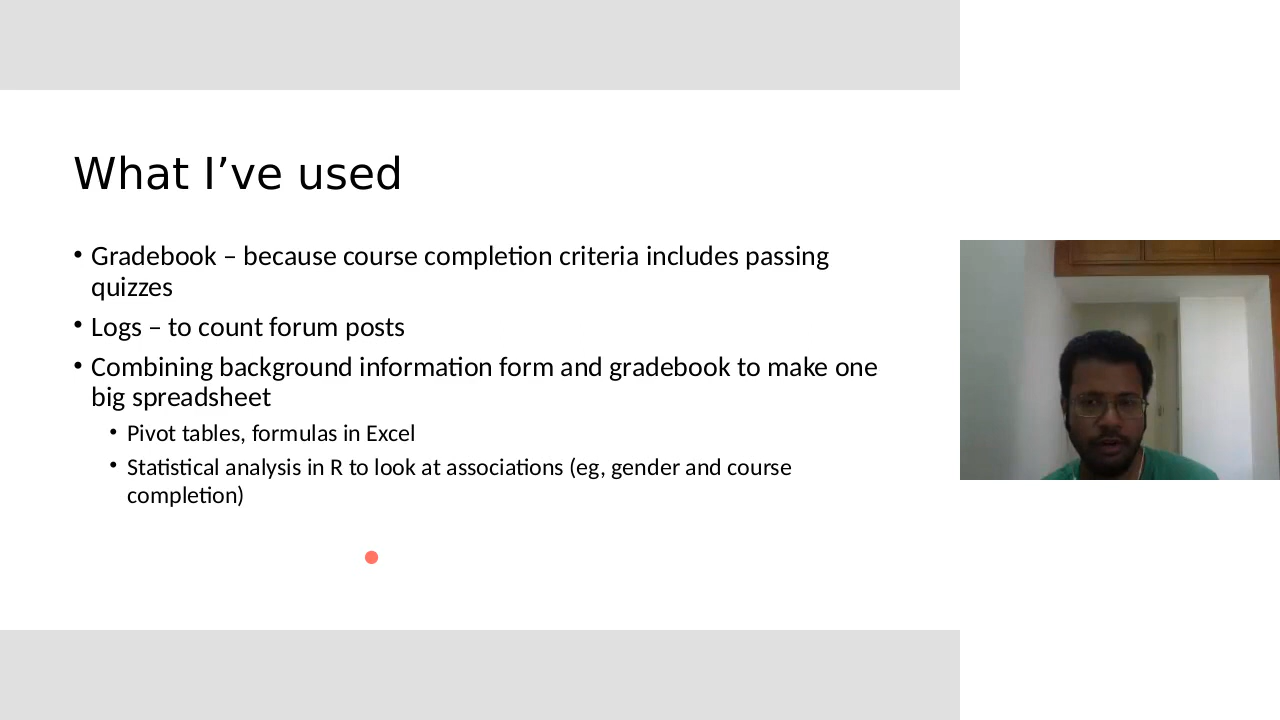 What I’ve used
• Gradebook – because course completion criteria includes passing
quizzes
• Logs – to count forum posts
• Combining background information form and gradebook to make one
big spreadsheet
• Pivot tables, formulas in Excel
• Statistical analysis in R to look at associations (eg, gender and course
completion)